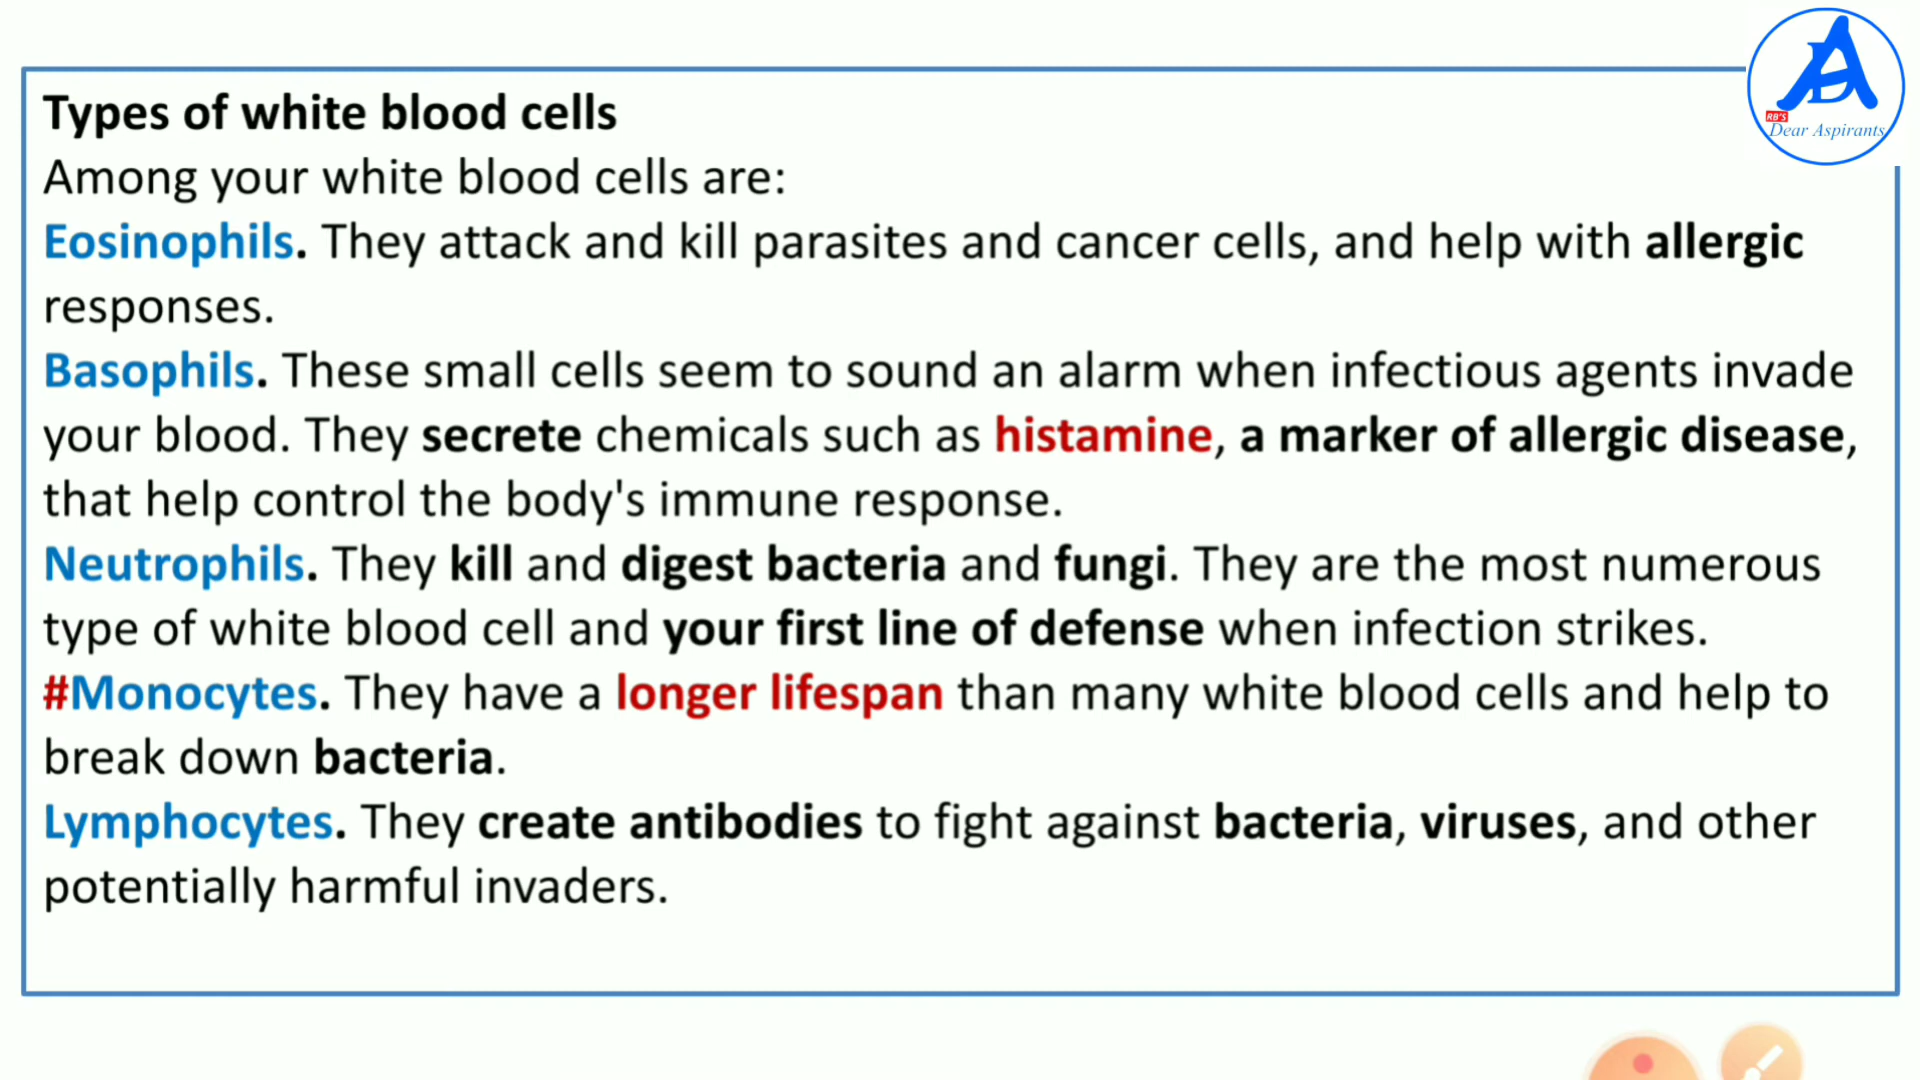 RB'S
Dear Aspirants
Types of white blood cells
Among your white blood cells are:
Eosinophils. They attack and kill parasites and cancer cells, and help with allergic
responses.
Basophils. These small cells seem to sound an alarm when infectious agents invade
your blood. They secrete chemicals such as histamine, a marker of allergic disease,
that help control the body's immune response.
Neutrophils. They kill and digest bacteria and fungi. They are the most numerous
type of white blood cell and your first line of defense when infection strikes.
#Monocytes. They have a longer lifespan than many white blood cells and help to
break down bacteria.
Lymphocytes. They create antibodies to fight against bacteria, viruses, and other
potentially harmful invaders.